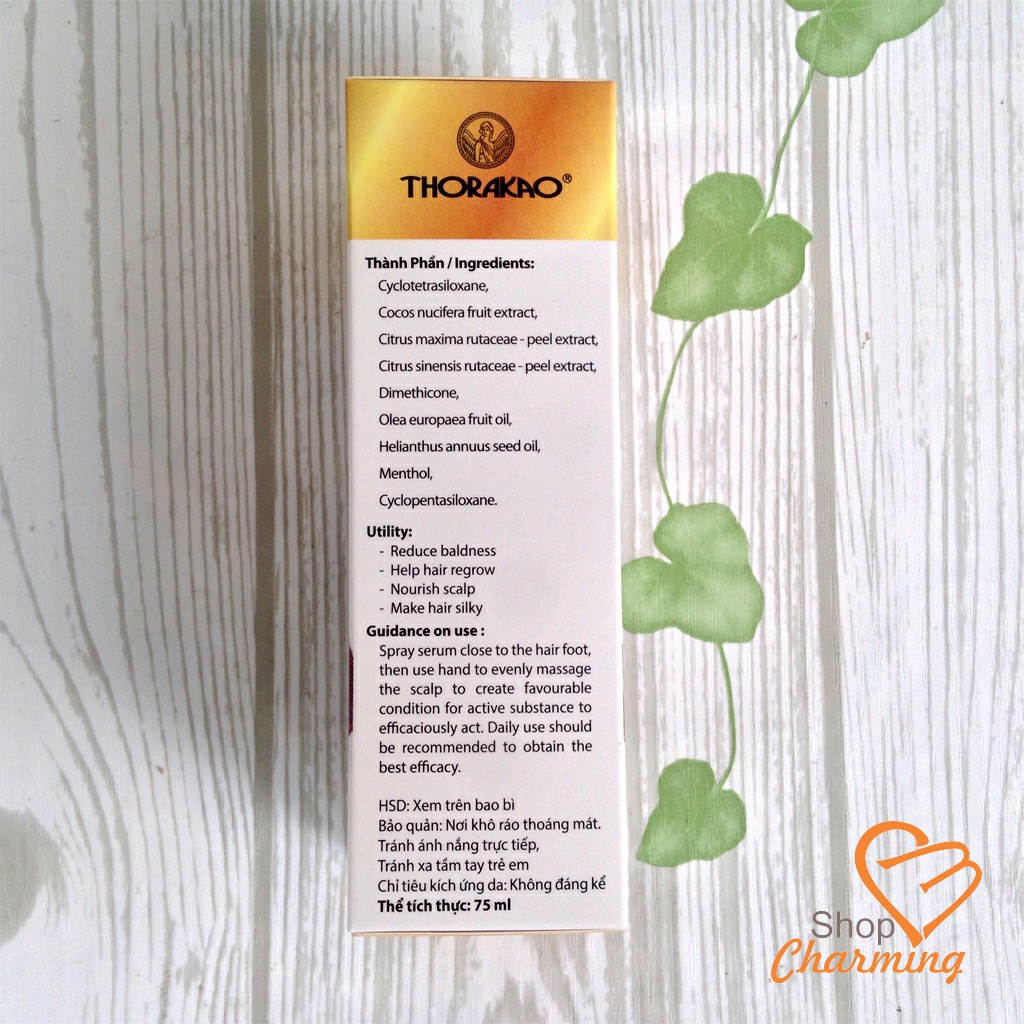 THORAKAO®
Thành Phần / Ingredients:
Cyclotetrasiloxane,
Cocos nucifera fruit extract,
Citrus maxima rutaceae - peel extract,
Citrus sinensis rutaceae - peel extract,
Dimethicone,
Olea europaea fruit oil,
Helianthus annuus seed oil,
Menthol,
Cyclopentasiloxane.
Utility:
- Reduce baldness
- Help hair regrow
- Nourish scalp
- Make hair silky
Guidance on use :
Spray serum close to the hair foot,
then use hand to evenly massage
the scalp to create favourable
condition for active substance to
efficaciously act. Daily use should
be recommended to obtain the
best efficacy.
HSD: Xem trên bao bì
Bảo quản: Nơi khô ráo thoáng mát.
Tránh ánh nắng trực tiếp,
Tránh xa tầm tay trẻ em
Chỉ tiêu kích ứng da: Không đáng kể
Thể tích thực: 75 ml
Shop
Charming